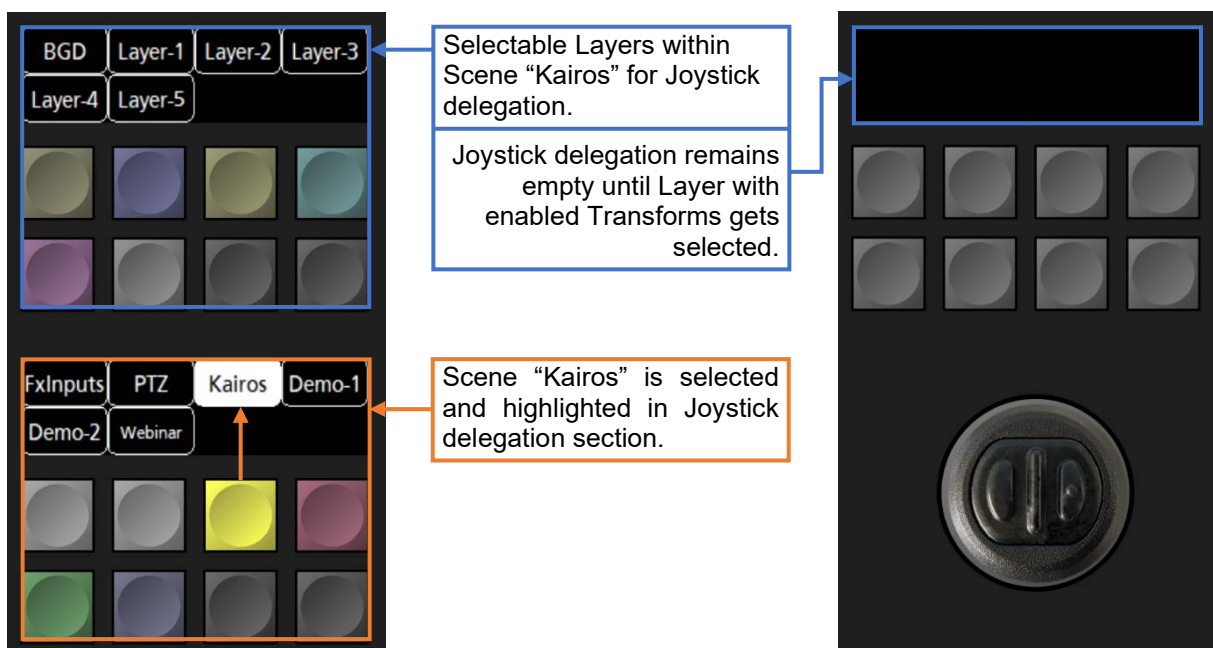 BGD Layer-1 Layer-2 Layer-3
Layer-4 Layer-5
Selectable Layers within
Scene “Kairos” for Joystick
delegation.
Joystick delegation remains
empty until Layer with
enabled Transforms gets
selected.
FxInputs PTZ Kairos Demo-1
Demo-2 Webinar
Scene “Kairos” is selected
and highlighted in Joystick
delegation section.